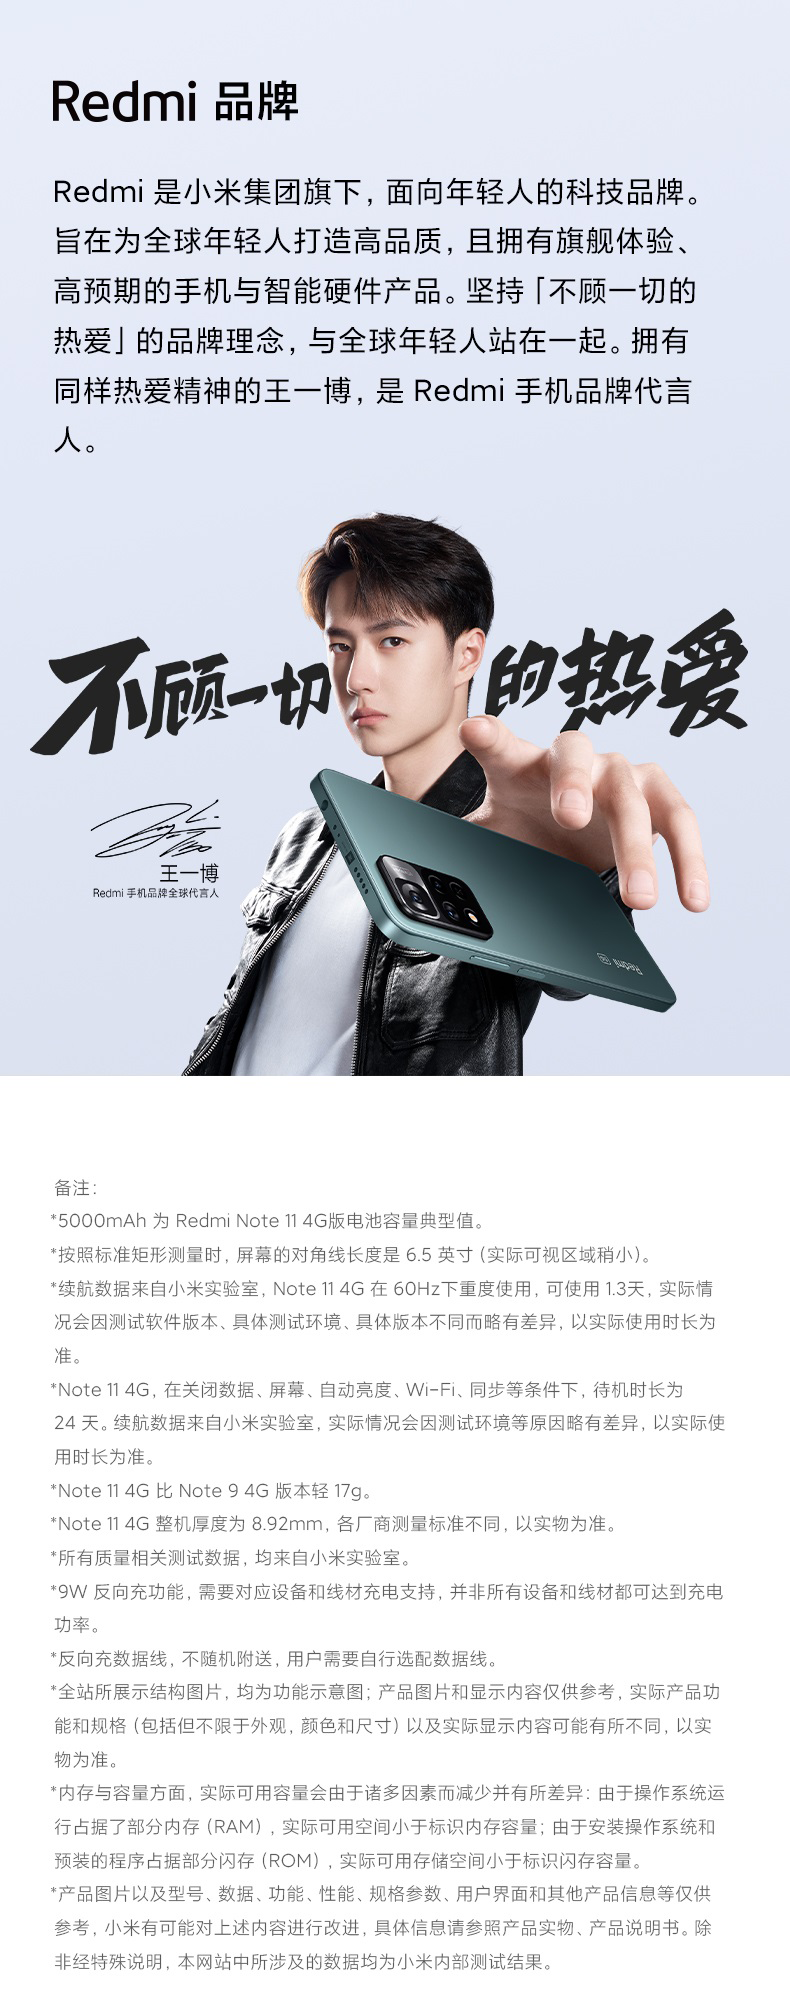 Redmi 品牌
Redmi 是小米集团旗下，面向年轻人的科技品牌。
旨在为全球年轻人打造高品质，且拥有旗舰体验、
高预期的手机与智能硬件产品。坚持「不顾一切的
热爱」的品牌理念，与全球年轻人站在一起。拥有
同样热爱精神的王一博，是 Redmi 手机品牌代言
人。
不顾一切的热爱
王一博
Redmi 手机品牌全球代言人
Redmi 5G
备注：
*5000mAh 为 Redmi Note 11 4G版电池容量典型值。
*按照标准矩形测量时，屏幕的对角线长度是 6.5 英寸（实际可视区域稍小）。
*续航数据来自小米实验室，Note 11 4G 在 60Hz下重度使用，可使用 1.3天，实际情
况会因测试软件版本、具体测试环境、具体版本不同而略有差异，以实际使用时长为
准。
*Note 11 4G，在关闭数据、屏幕、自动亮度、Wi-Fi、同步等条件下，待机时长为
24 天。续航数据来自小米实验室，实际情况会因测试环境等原因略有差异，以实际使
用时长为准。
*Note 11 4G 比 Note 9 4G 版本轻 17g。
*Note 11 4G 整机厚度为 8.92mm，各厂商测量标准不同，以实物为准。
*所有质量相关测试数据，均来自小米实验室。
*9W 反向充功能，需要对应设备和线材充电支持，并非所有设备和线材都可达到充电
功率。
*反向充数据线，不随机附送，用户需要自行选配数据线。
*全站所展示结构图片，均为功能示意图；产品图片和显示内容仅供参考，实际产品功
能和规格（包括但不限于外观，颜色和尺寸）以及实际显示内容可能有所不同，以实
物为准。
*内存与容量方面，实际可用容量会由于诸多因素而减少并有所差异：由于操作系统运
行占据了部分内存（RAM），实际可用空间小于标识内存容量；由于安装操作系统和
预装的程序占据部分闪存（ROM），实际可用存储空间小于标识闪存容量。
*产品图片以及型号、数据、功能、性能、规格参数、用户界面和其他产品信息等仅供
参考，小米有可能对上述内容进行改进，具体信息请参照产品实物、产品说明书。除
非经特殊说明，本网站中所涉及的数据均为小米内部测试结果。